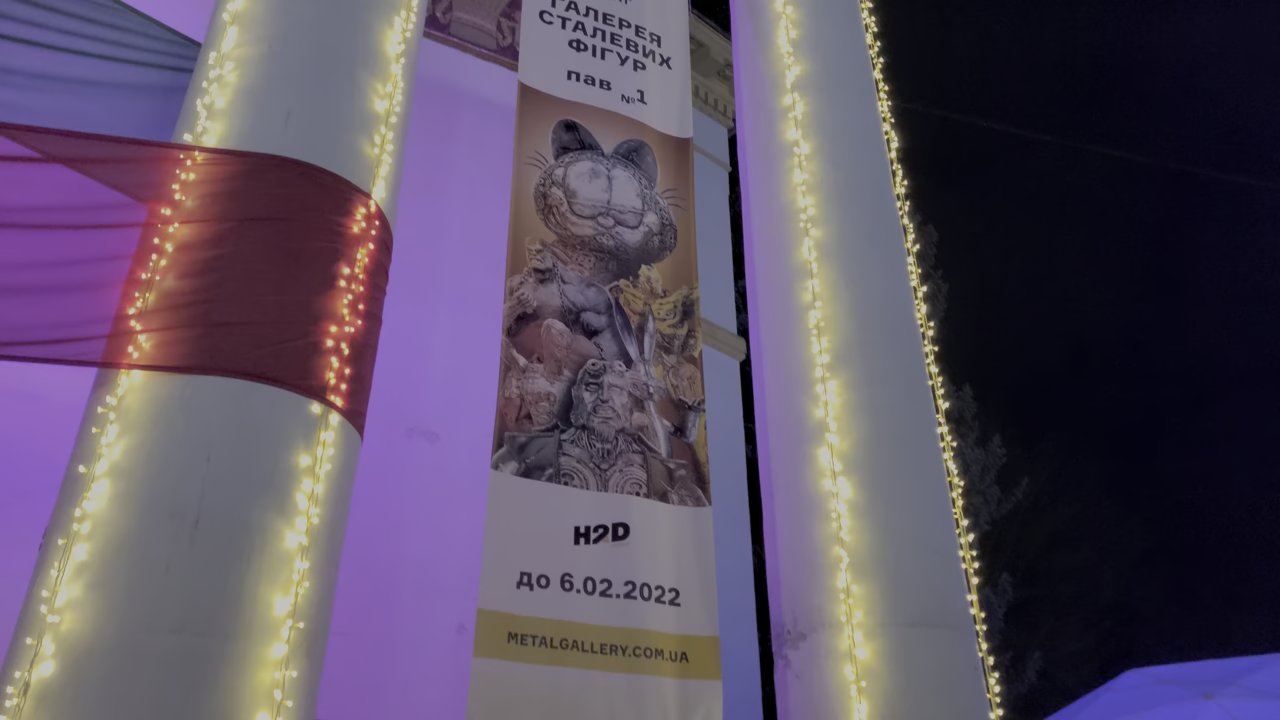 ГАЛЕРЕЯ
СТАЛЕВИХ
ФІГУР
пав №1
H2D
до 6.02.2022
METALGALLERY.COM.UA